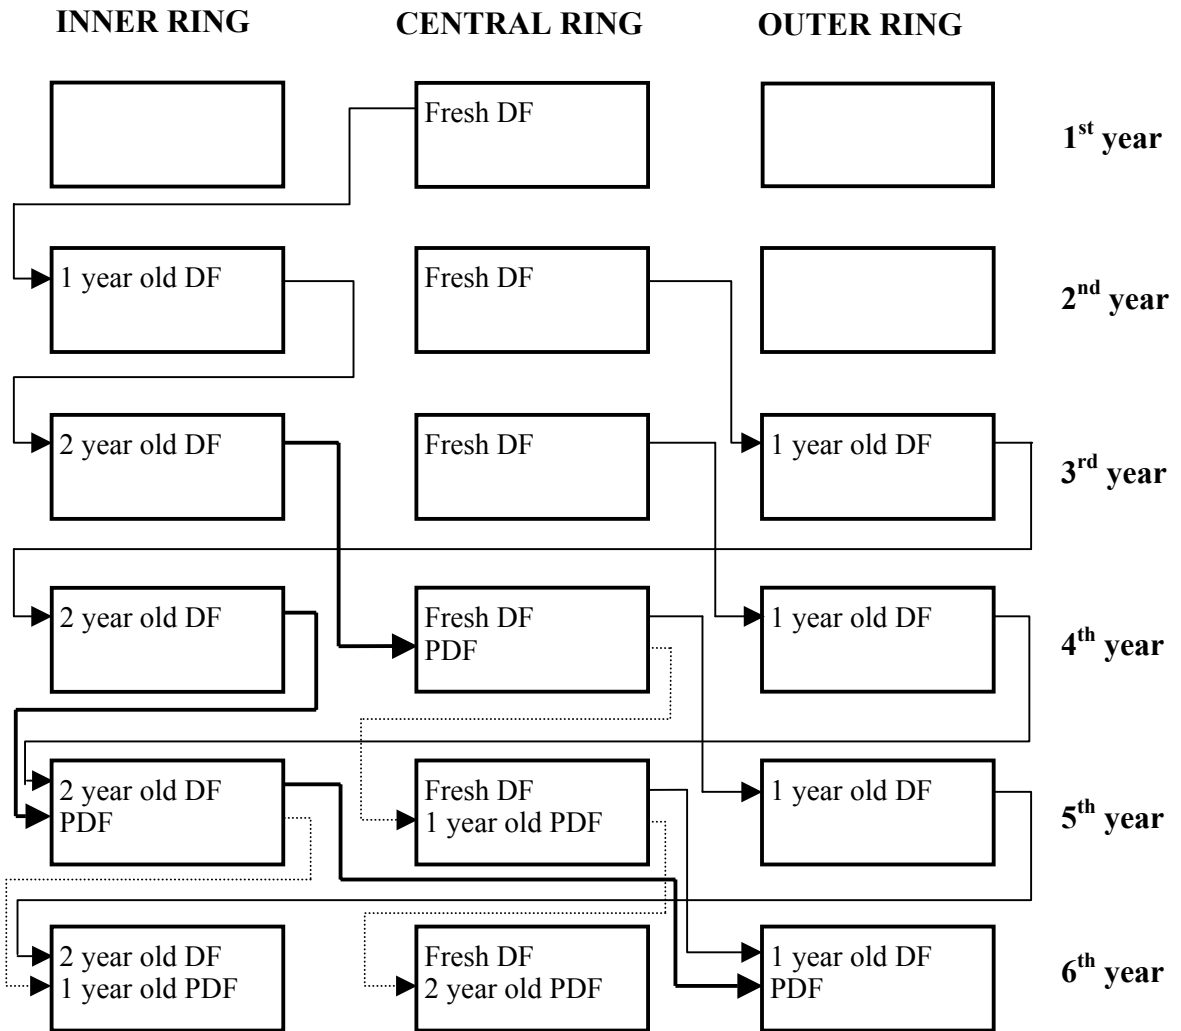 INNER RING CENTRAL RING OUTER RING
Fresh DF
1st year
1 year old DF Fresh DF
2nd year
2 year old DF Fresh DF 1 year old DF
3rd year
2 year old DF Fresh DF 1 year old DF
PDF
4th year
2 year old DF Fresh DF 1 year old DF
PDF 1 year old PDF
5th year
2 year old DF Fresh DF 1 year old DF
1 year old PDF 2 year old PDF PDF
6th year